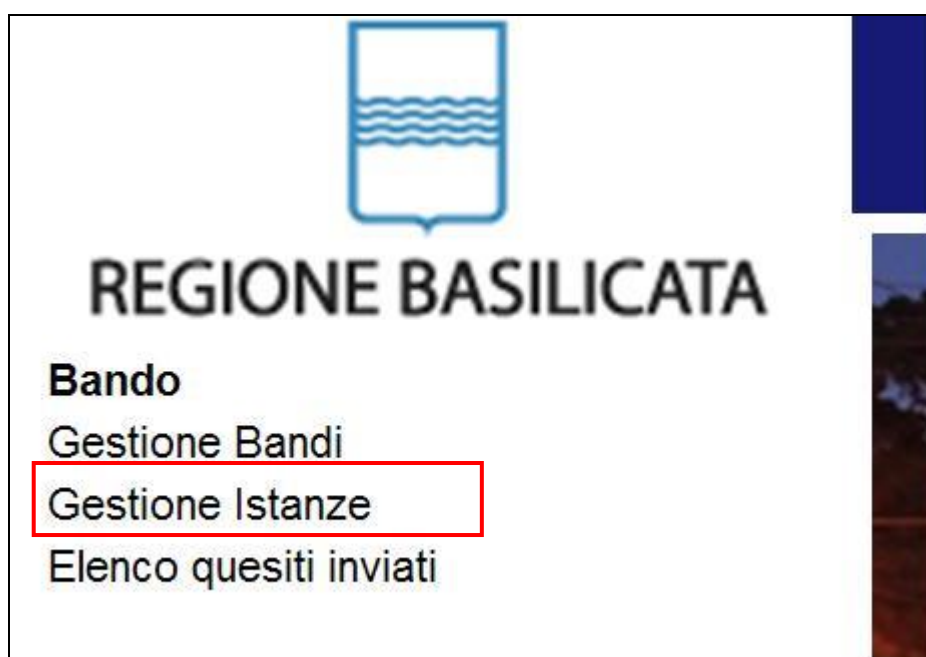 REGIONE BASILICATA
Bando
Gestione Bandi
Gestione Istanze
Elenco quesiti inviati